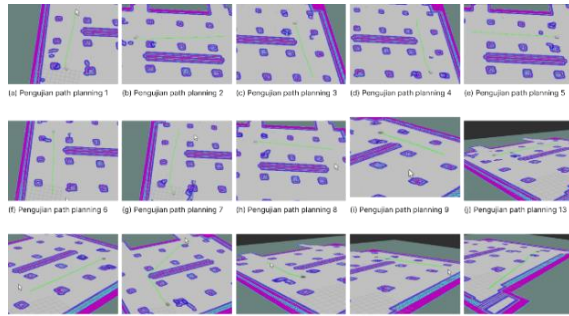 (a) Pengujian path planning 1
(b) Pengujian path planning 2
(c) Pengujian path planning 3
(d) Pengujian path planning 4
(e) Pengujian path planning 5
(f) Pengujian path planning 6
(g) Pengujian path planning 7
(h) Pengujian path planning 8
(i) Pengujian path planning 9
(j) Pengujian path planning 13